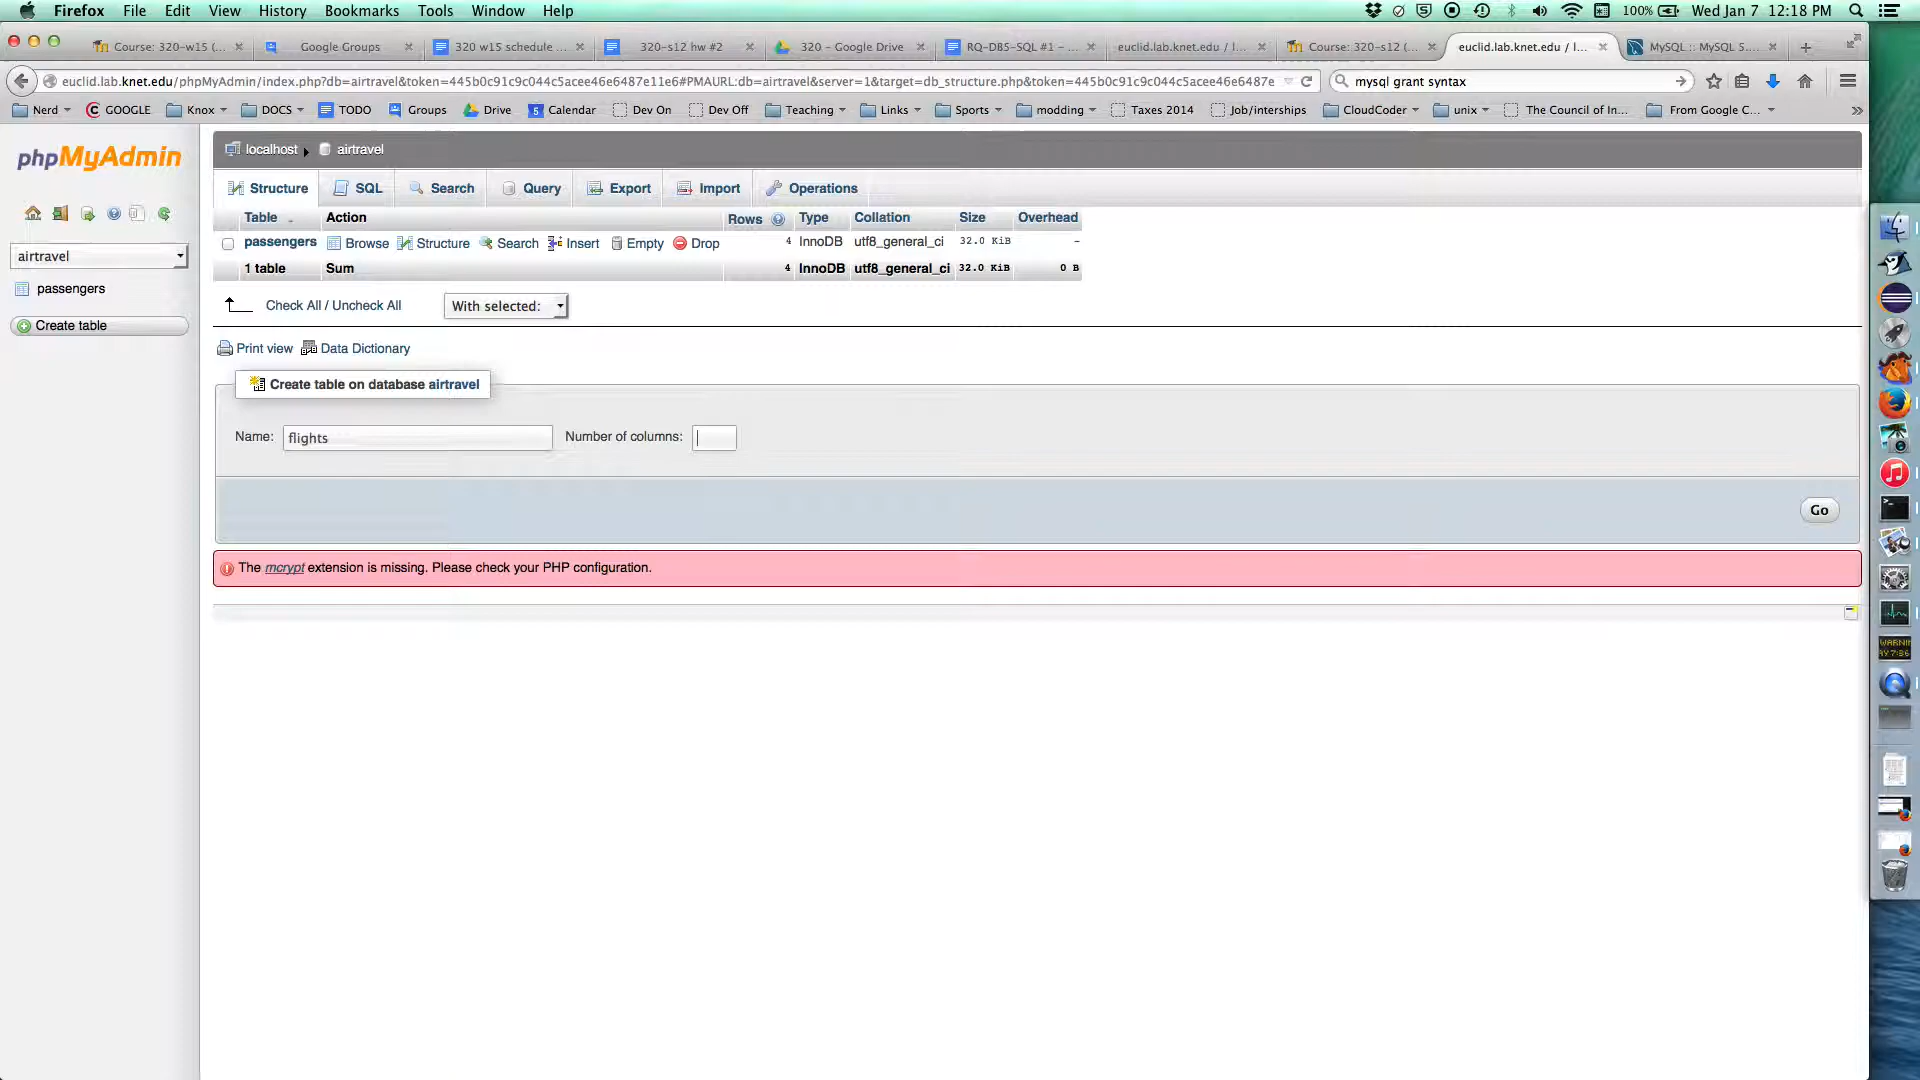 Firefox File Edit View History Bookmarks Tools Window Help 100% Wed Jan 7 12:18 PM
Course: 320-w15 (... Google Groups 320 w15 schedule ... 320-s12 hw #2 320 - Google Drive RQ-DB5-SQL #1 - ... euclid.lab.knet.edu / l... Course: 320-s12 (... euclid.lab.knet.edu / l... MySQL :: MySQL 5....
euclid.lab.knet.edu/phpMyAdmin/index.php?db=airtravel&token=445b0c91c9c044c5acee46e6487e11e6#PMAURL:db=airtravel&server=1&target=db_structure.php&token=445b0c91c9c044c5acee46e6487e mysql grant syntax
Nerd GOOGLE Knox DOCS TODO Groups Drive 5 Calendar Dev On Dev Off Teaching Links Sports modding Taxes 2014 Job/interships CloudCoder unix The Council of In... From Google C... »
phpMyAdmin
airtravel
passengers
Create table
localhost airtravel
Structure SQL Search Query Export Import Operations
Table Action Rows Type Collation Size Overhead
passengers Browse Structure Search Insert Empty Drop 4 InnoDB utf8_general_ci 32.0 KiB -
1 table Sum 4 InnoDB utf8_general_ci 32.0 KiB 0 B
Check All / Uncheck All With selected:
Print view Data Dictionary
Create table on database airtravel
Name: flights Number of columns:
Go
The mcrypt extension is missing. Please check your PHP configuration.